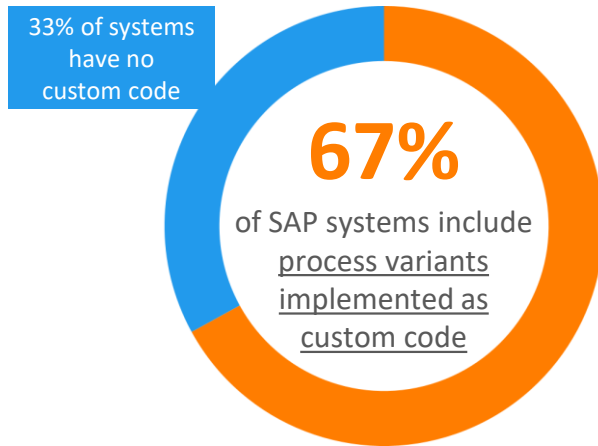 33% of systems
have no
custom code
67%
of SAP systems include
process variants
implemented as
custom code